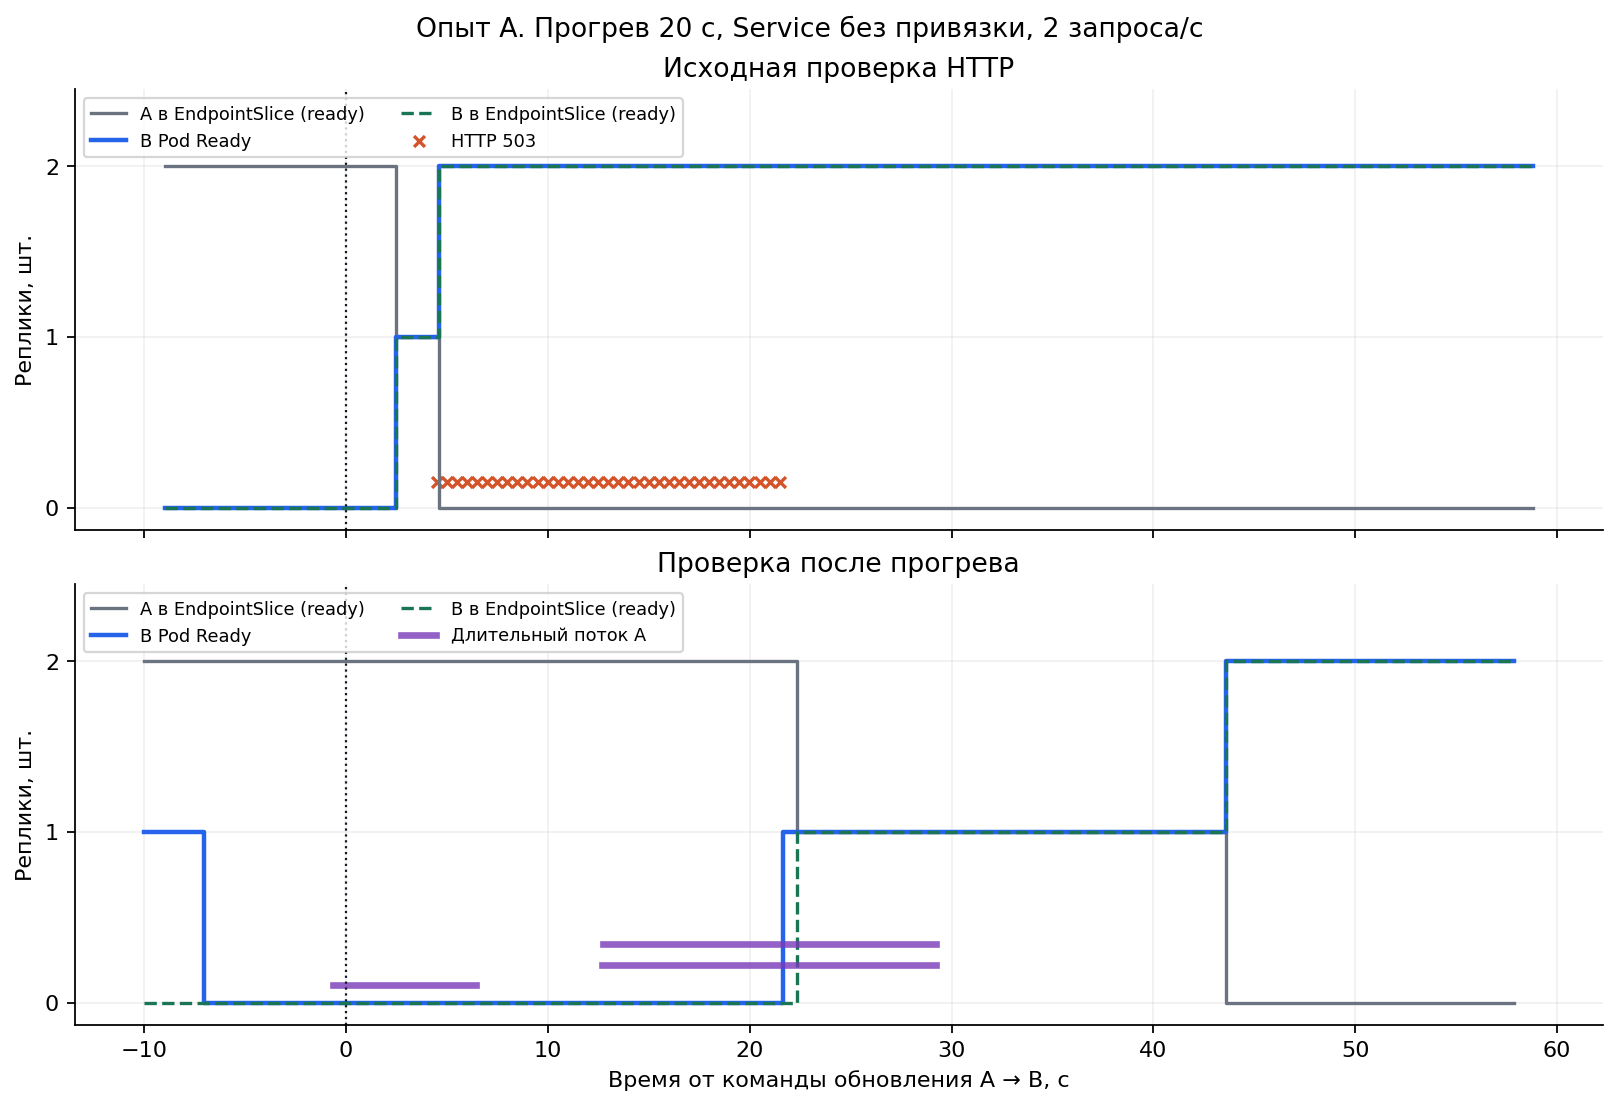 Опыт A. Прогрев 20 с, Service без привязки, 2 запроса/с
Исходная проверка HTTP
A в EndpointSlice (ready)
B Pod Ready
B в EndpointSlice (ready)
HTTP 503
Реплики, шт.
2
1
0
Проверка после прогрева
A в EndpointSlice (ready)
B Pod Ready
B в EndpointSlice (ready)
Длительный поток A
Реплики, шт.
2
1
0
−10 0 10 20 30 40 50 60
Время от команды обновления A → B, с